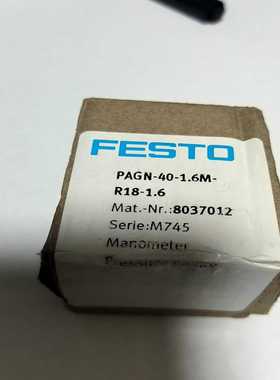 FESTO
PAGN-40-1.6M-
R18-1.6
Mat.-Nr.:8037012
Serie:M745
Manometer